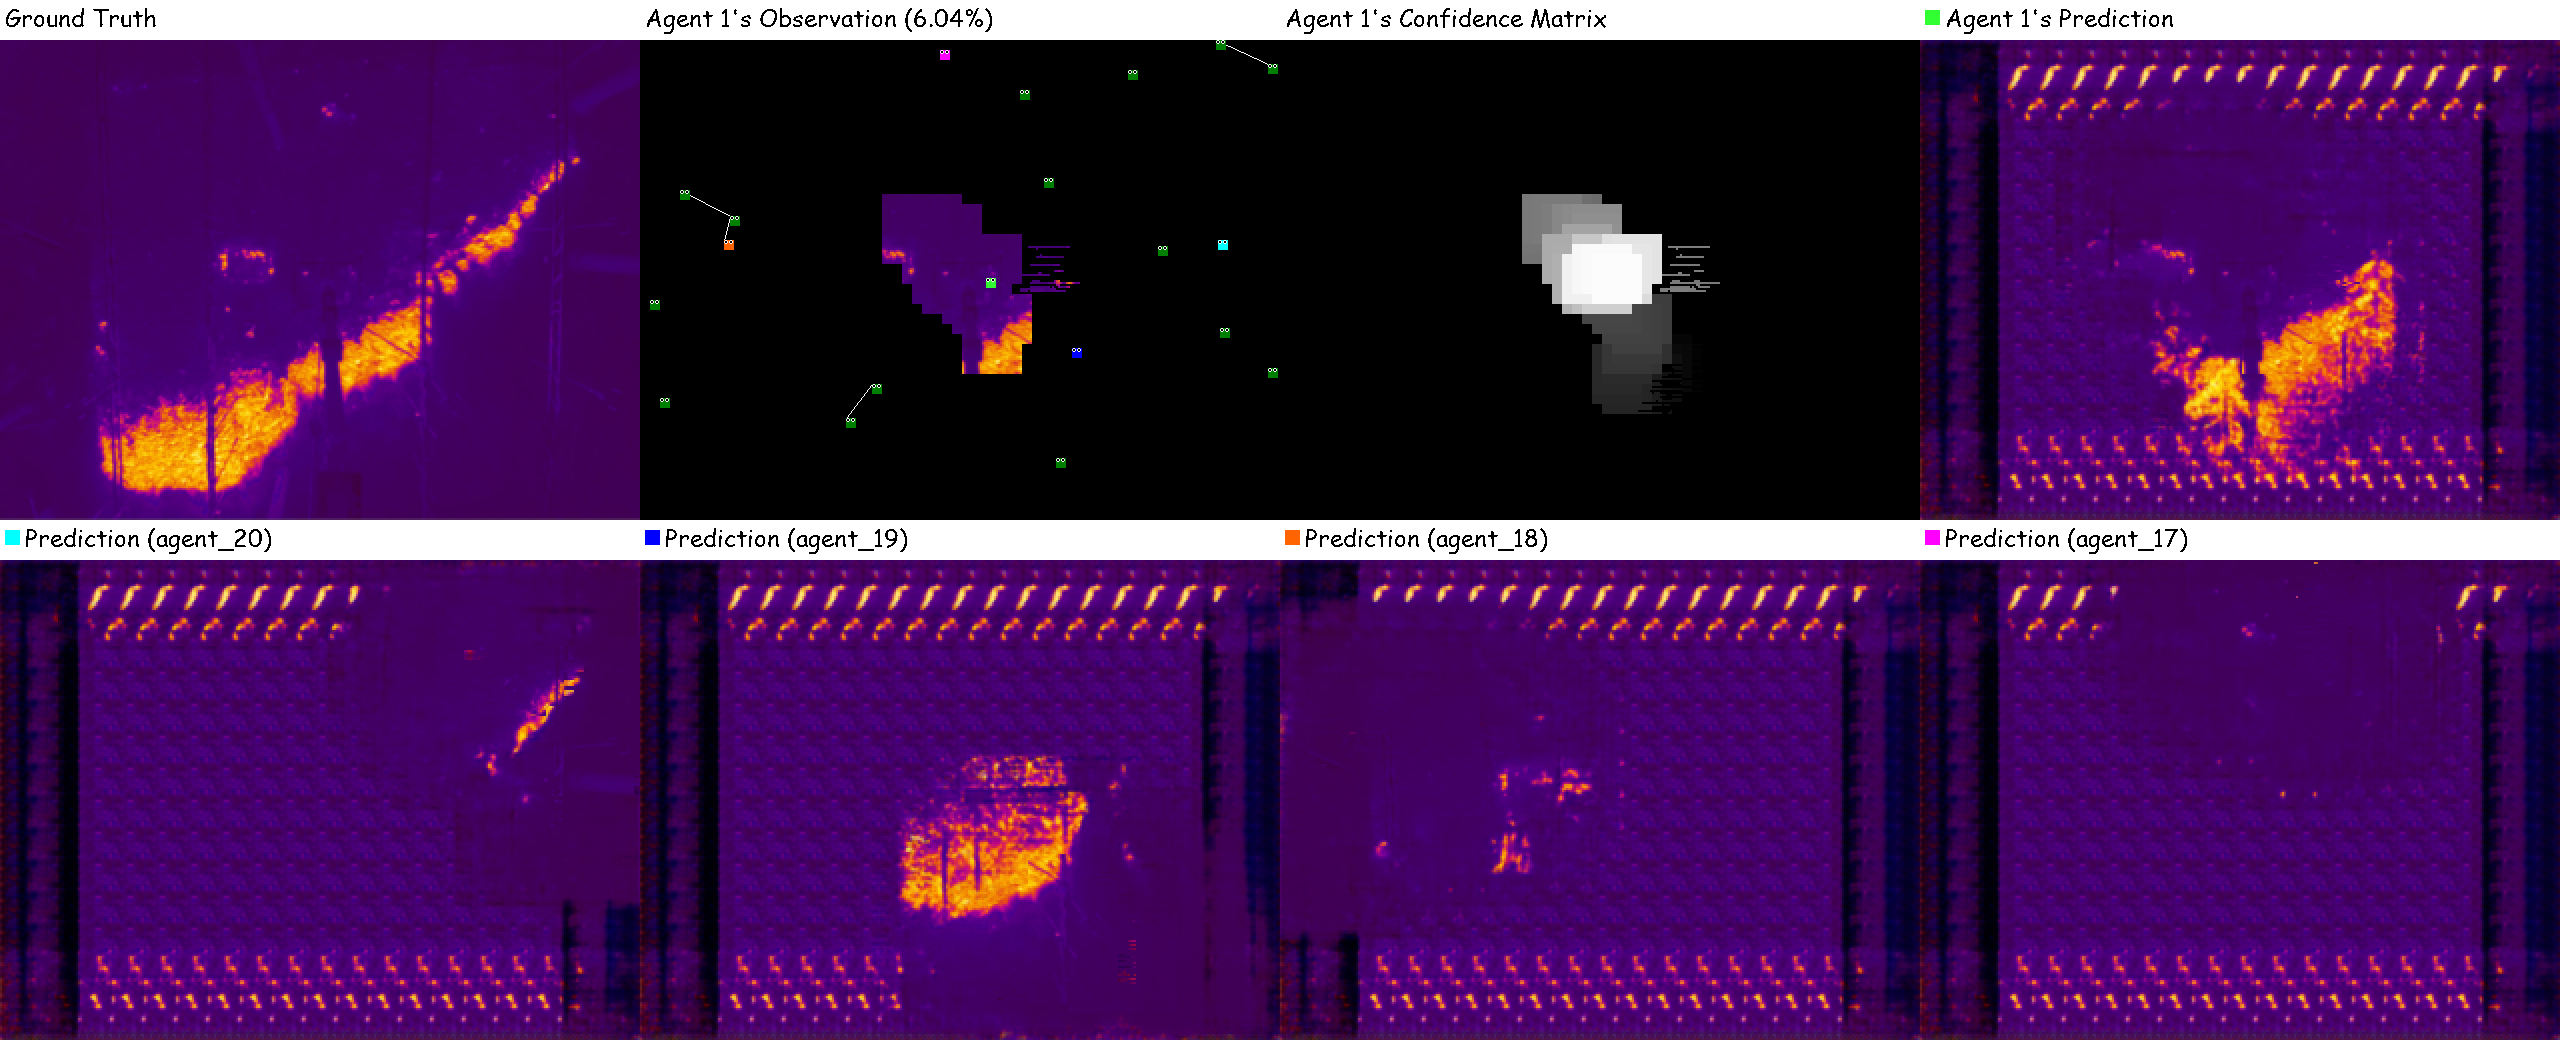 Ground Truth
Agent 1's Observation (6.04%)
Agent 1's Confidence Matrix
Agent 1's Prediction
Prediction (agent_20)
Prediction (agent_19)
Prediction (agent_18)
Prediction (agent_17)